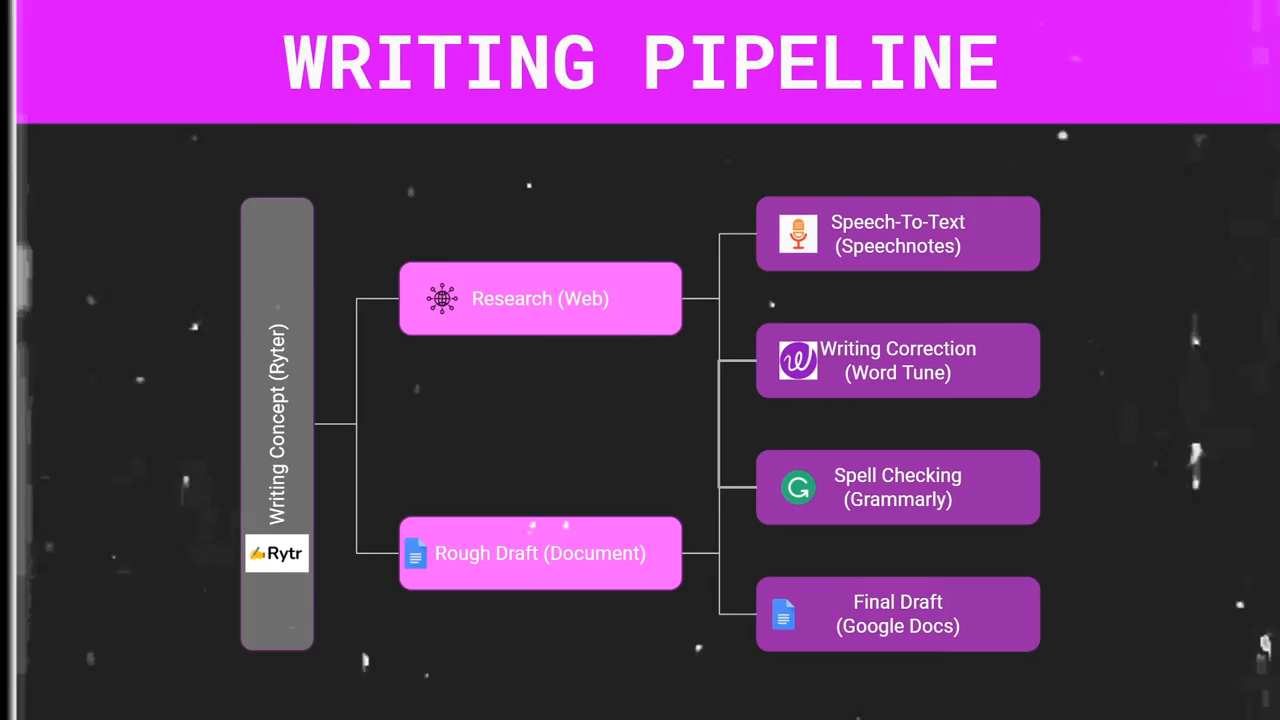 WRITING PIPELINE
Writing Concept (Ryter)
Rytr
Research (Web)
Rough Draft (Document)
Speech-To-Text
(Speechnotes)
Writing Correction
(Word Tune)
Spell Checking
(Grammarly)
Final Draft
(Google Docs)